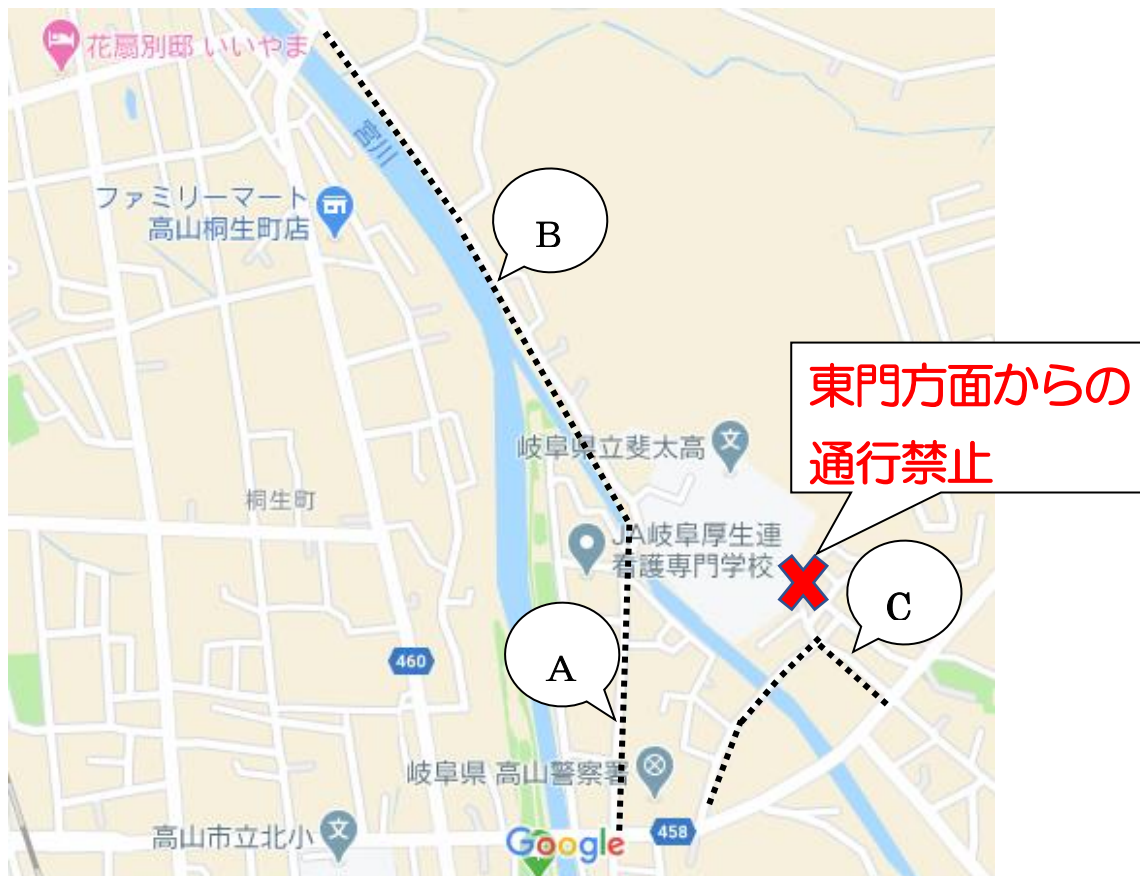 花扇別邸 いいやま
宮川
ファミリーマート
高山桐生町店
B
東門方面からの
通行禁止
岐阜県立斐太高
桐生町
JA岐阜厚生連
看護専門学校
C
A
460
岐阜県 高山警察署
高山市立北小
Google
458